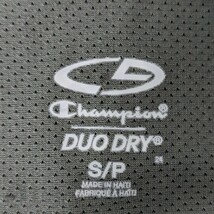 Champion
DUO DRY®
S/P
MADE IN HAITI
FABRIQUÉ À HAITI